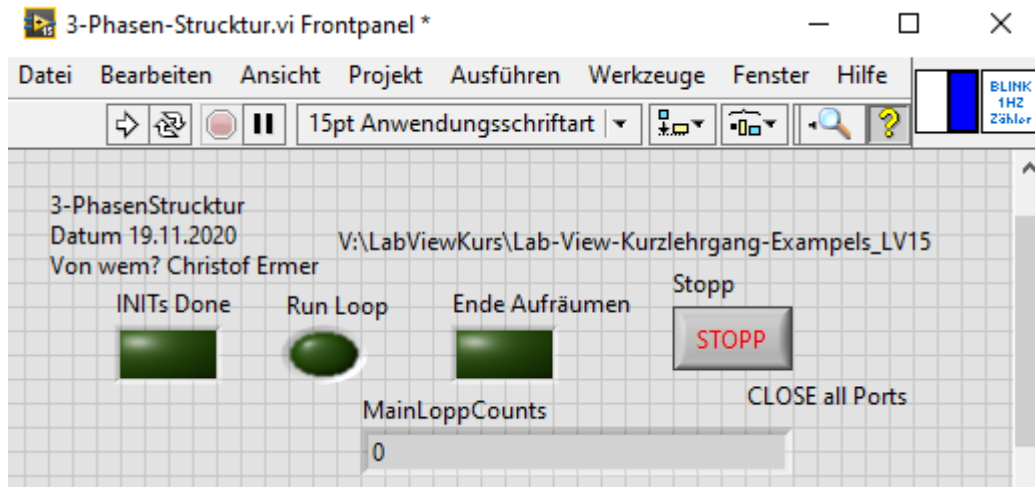 3-Phasen-Strucktur.vi Frontpanel *
Datei Bearbeiten Ansicht Projekt Ausführen Werkzeuge Fenster Hilfe
15pt Anwendungsschriftart
BLINK
1HZ
Zähler
3-PhasenStrucktur
Datum 19.11.2020
V:\LabViewKurs\Lab-View-Kurzlehrgang-Exampels_LV15
Von wem? Christof Ermer
Stopp
INITs Done Run Loop Ende Aufräumen
STOPP
CLOSE all Ports
MainLoppCounts
0